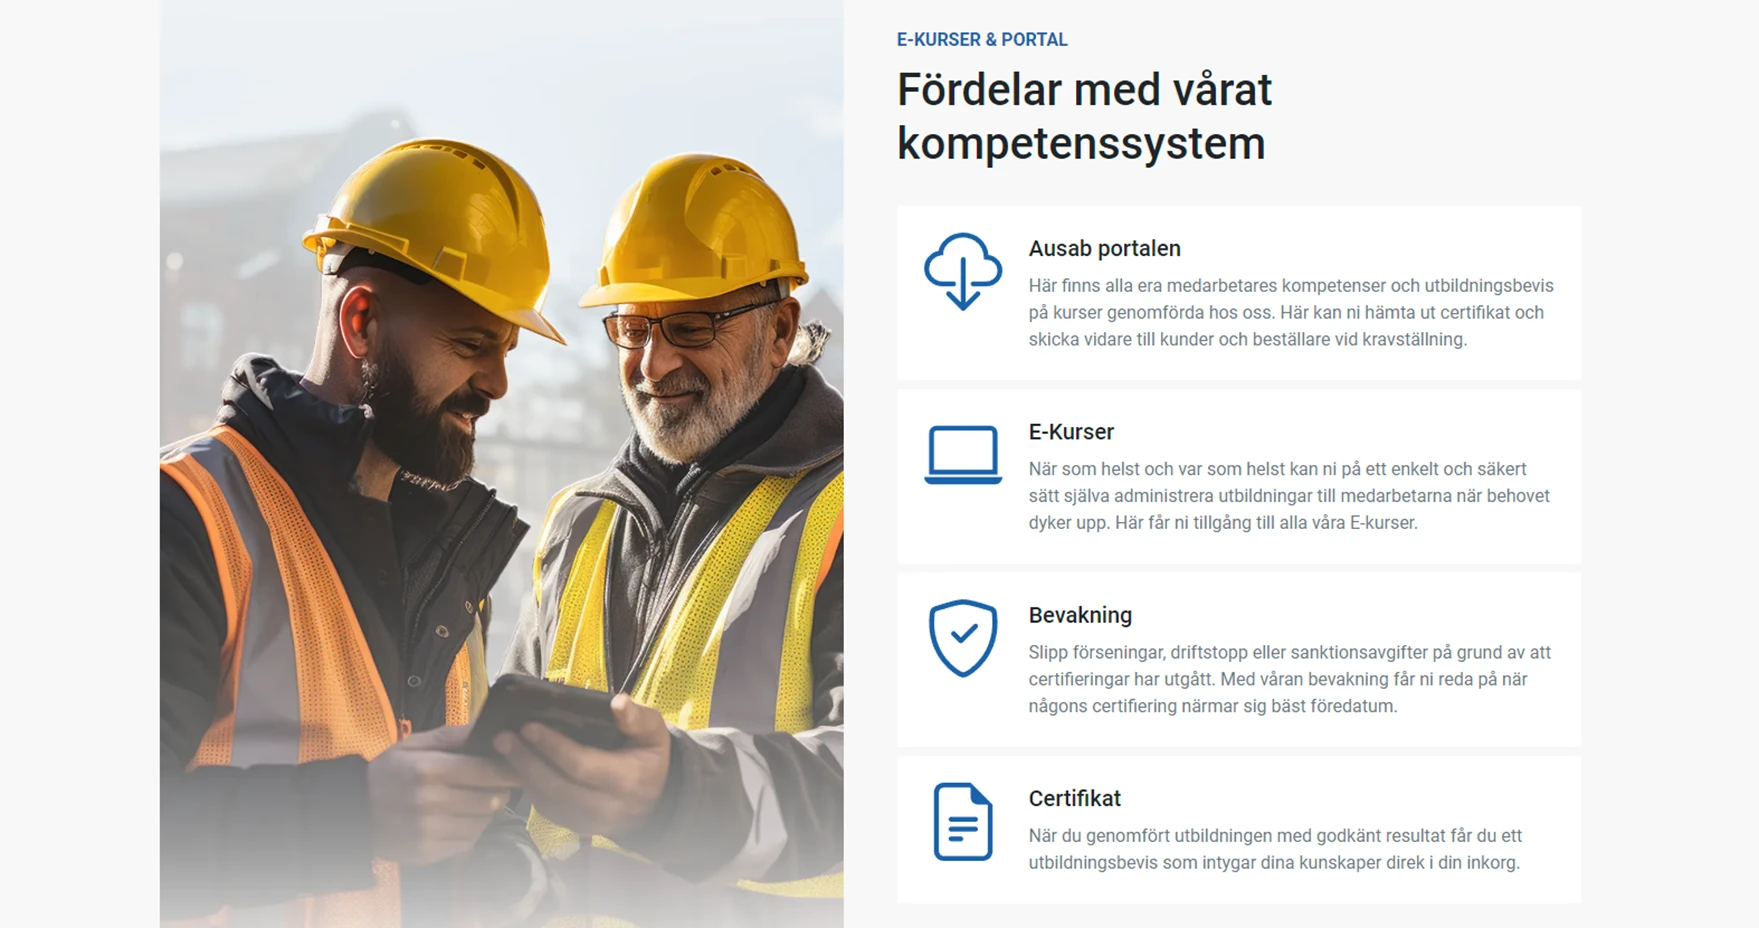 E-KURSER & PORTAL
Fördelar med vårat
kompetenssystem
Ausab portalen
Här finns alla era medarbetares kompetenser och utbildningsbevis
på kurser genomförda hos oss. Här kan ni hämta ut certifikat och
skicka vidare till kunder och beställare vid kravställning.
E-Kurser
När som helst och var som helst kan ni på ett enkelt och säkert
sätt själva administrera utbildningar till medarbetarna när behovet
dyker upp. Här får ni tillgång till alla våra E-kurser.
Bevakning
Slipp förseningar, driftstopp eller sanktionsavgifter på grund av att
certifieringar har utgått. Med våran bevakning får ni reda på när
någons certifiering närmar sig bästföredatum.
Certifikat
När du genomfört utbildningen med godkänt resultat får du ett
utbildningsbevis som intygar dina kunskaper direk i din inkorg.